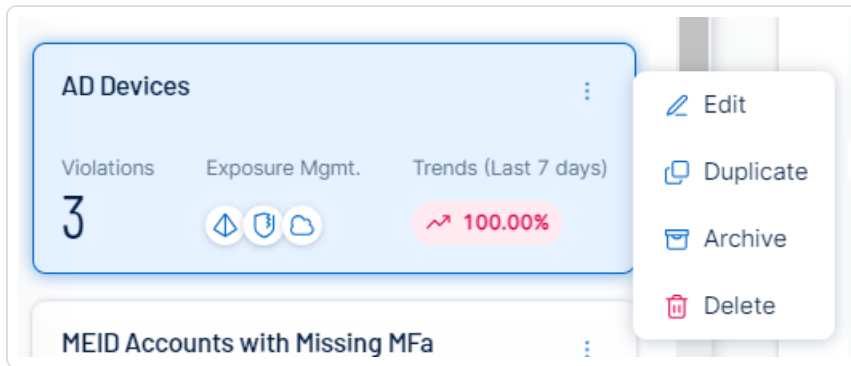 AD Devices
Violations Exposure Mgmt. Trends (Last 7 days)
3 100.00%
MEID Accounts with Missing MFa
Edit
Duplicate
Archive
Delete